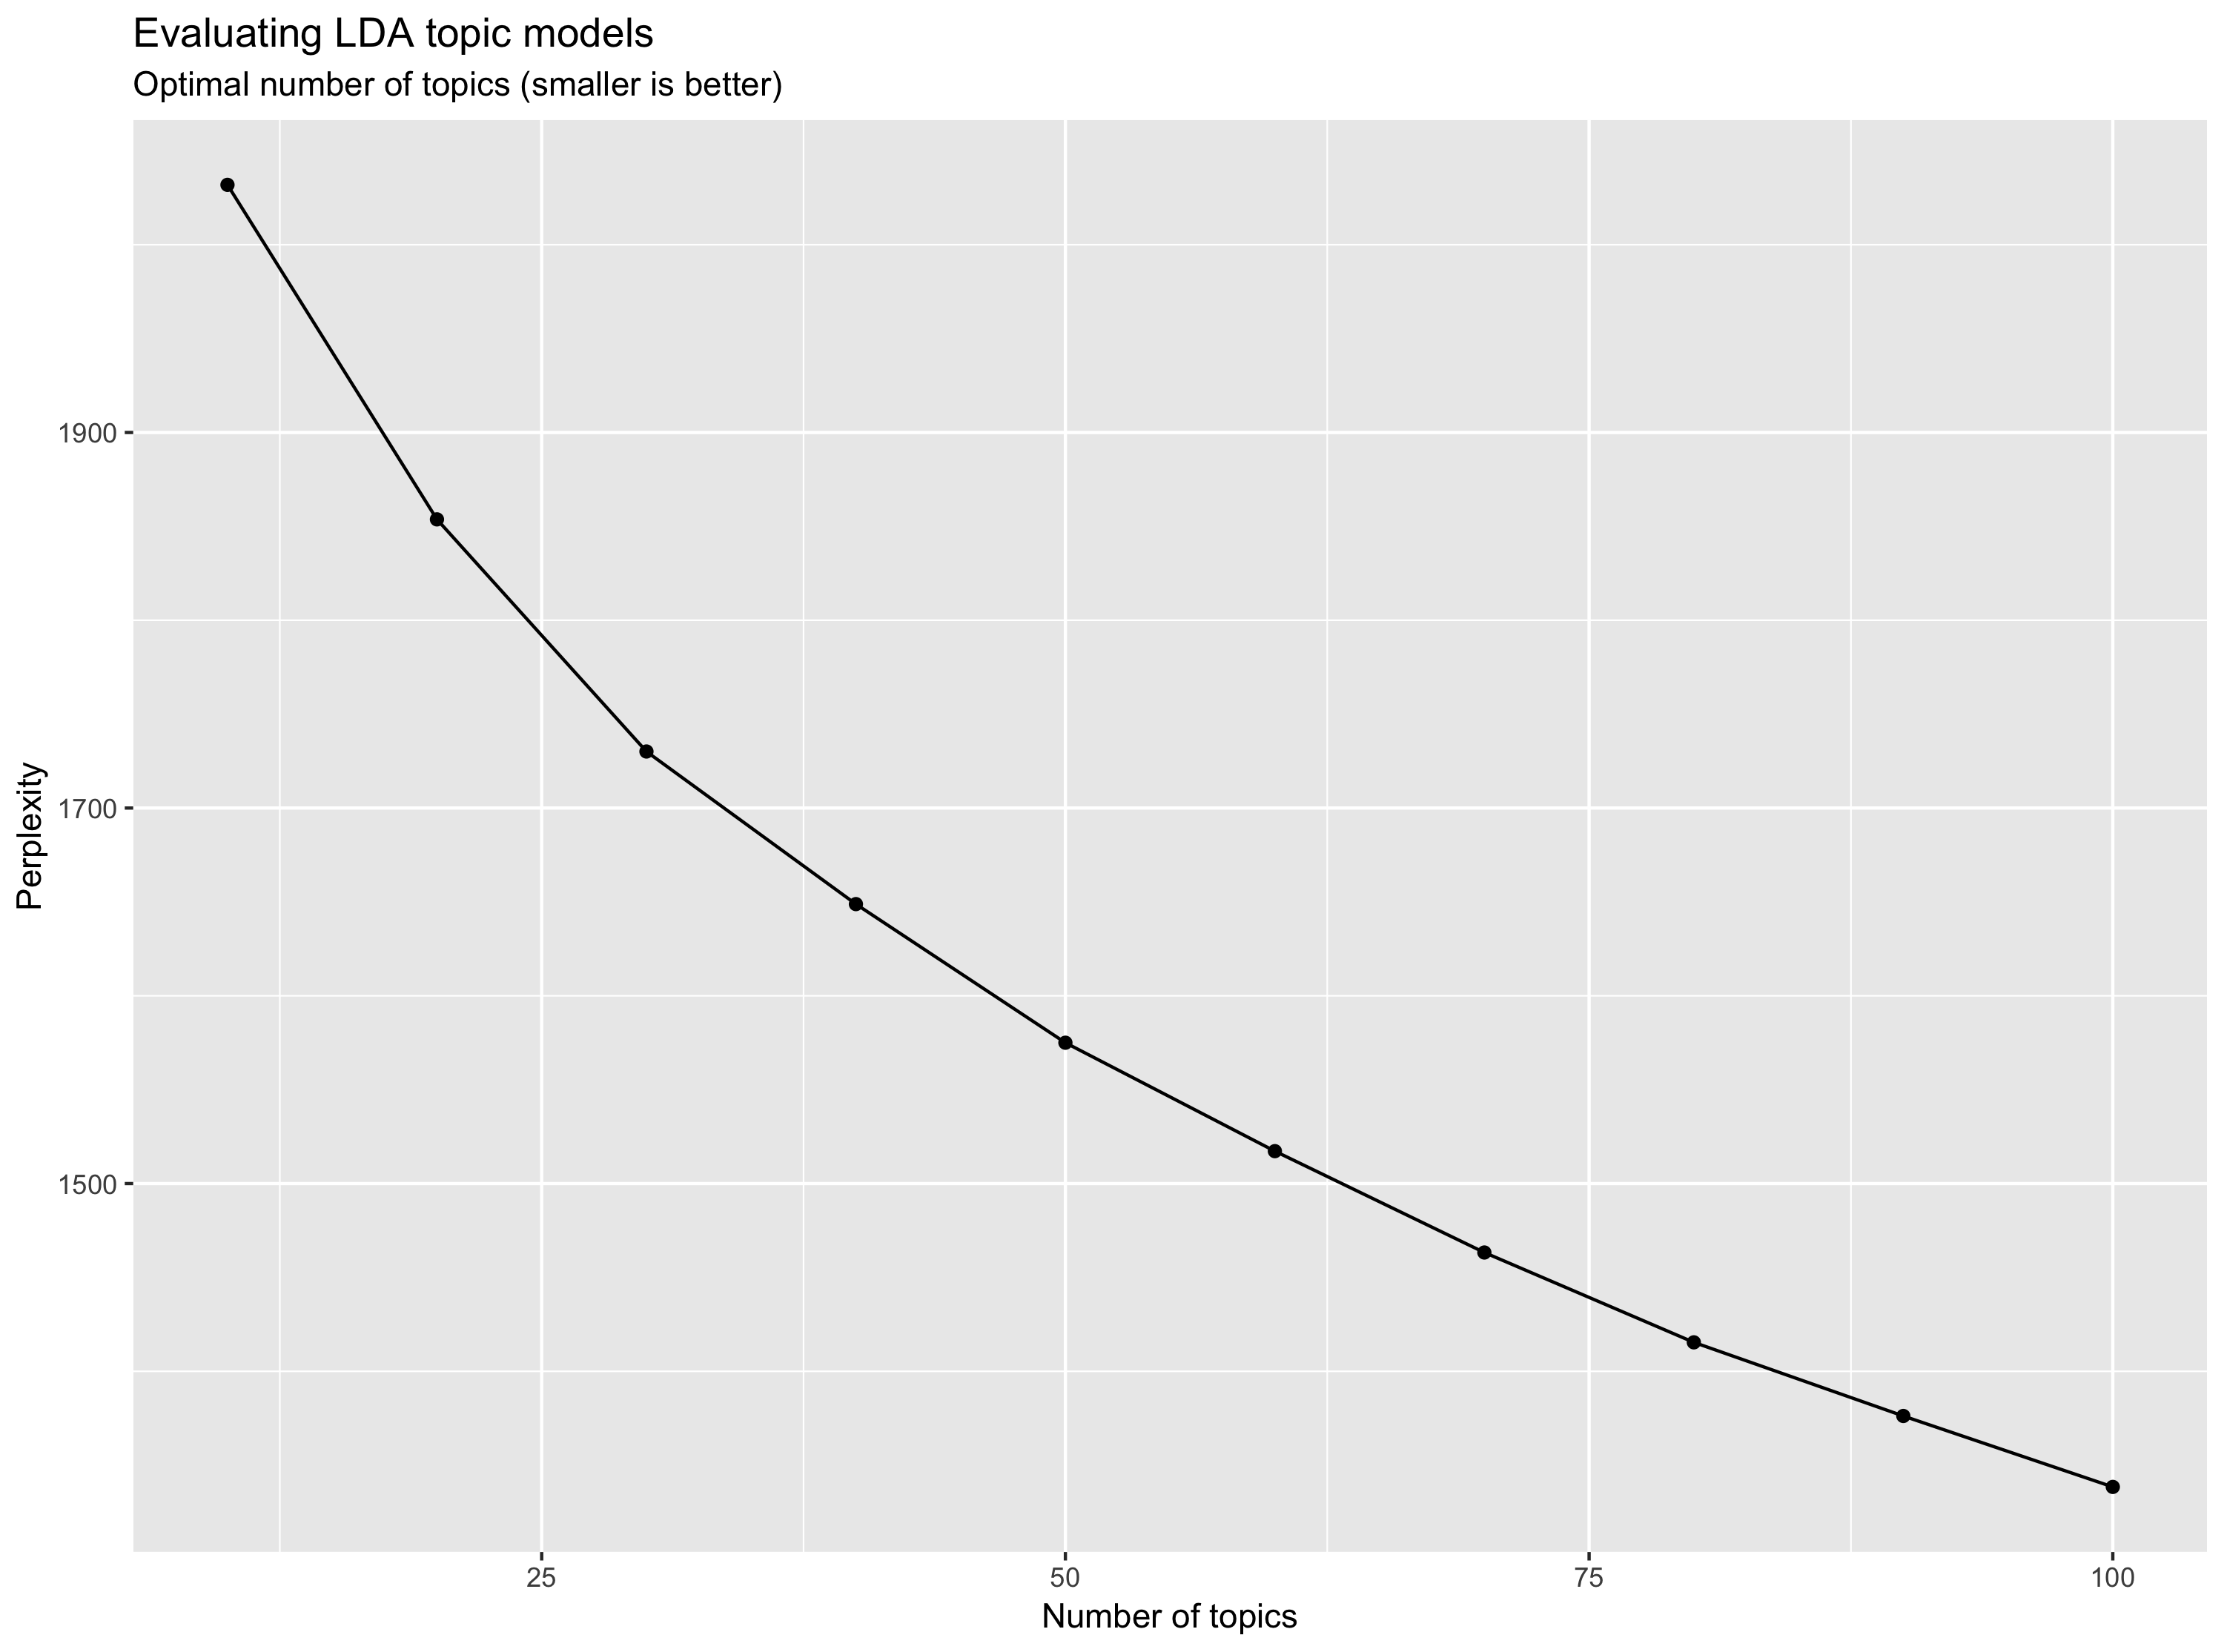 Evaluating LDA topic models
Optimal number of topics (smaller is better)
Perplexity
1900
1700
1500
25
50
75
100
Number of topics